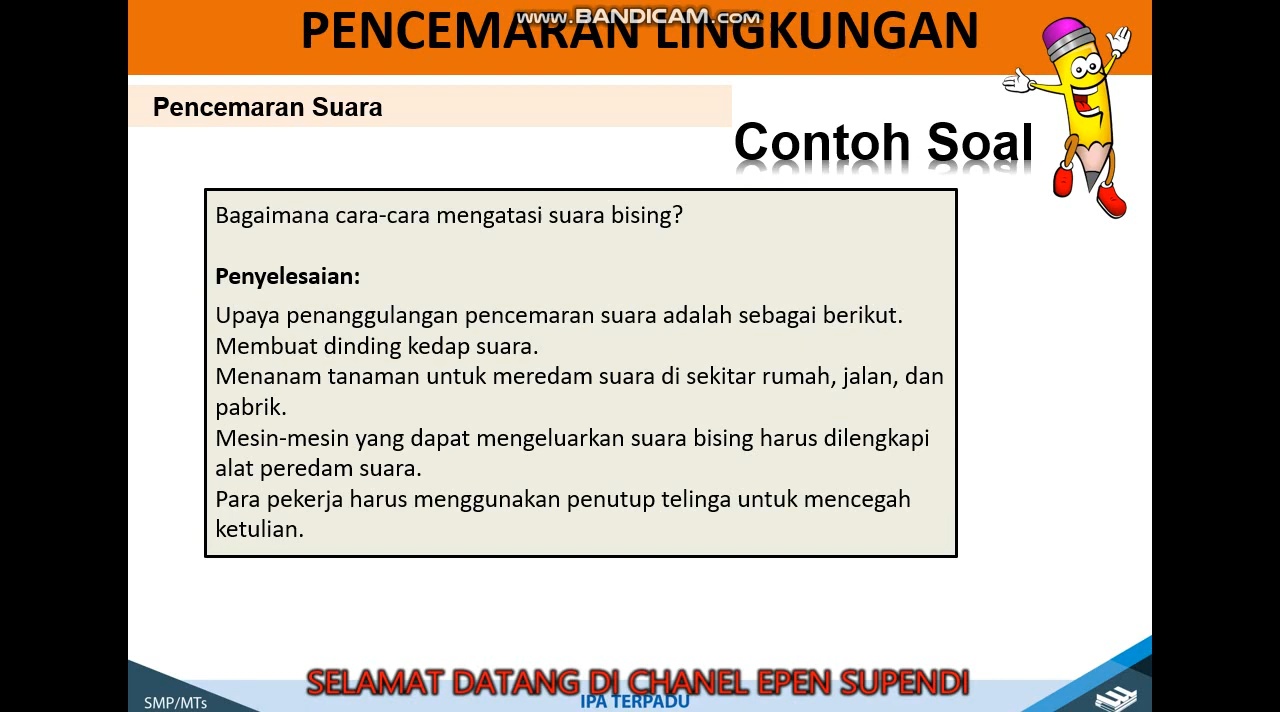 www.BANDICAM.com
PENCEMARAN LINGKUNGAN
Pencemaran Suara
Contoh Soal
Bagaimana cara-cara mengatasi suara bising?
Penyelesaian:
Upaya penanggulangan pencemaran suara adalah sebagai berikut.
Membuat dinding kedap suara.
Menanam tanaman untuk meredam suara di sekitar rumah, jalan, dan
pabrik.
Mesin-mesin yang dapat mengeluarkan suara bising harus dilengkapi
alat peredam suara.
Para pekerja harus menggunakan penutup telinga untuk mencegah
ketulian.
SELAMAT DATANG DI CHANEL EPEN SUPENDI
SMP/MTs
IPA TERPADU